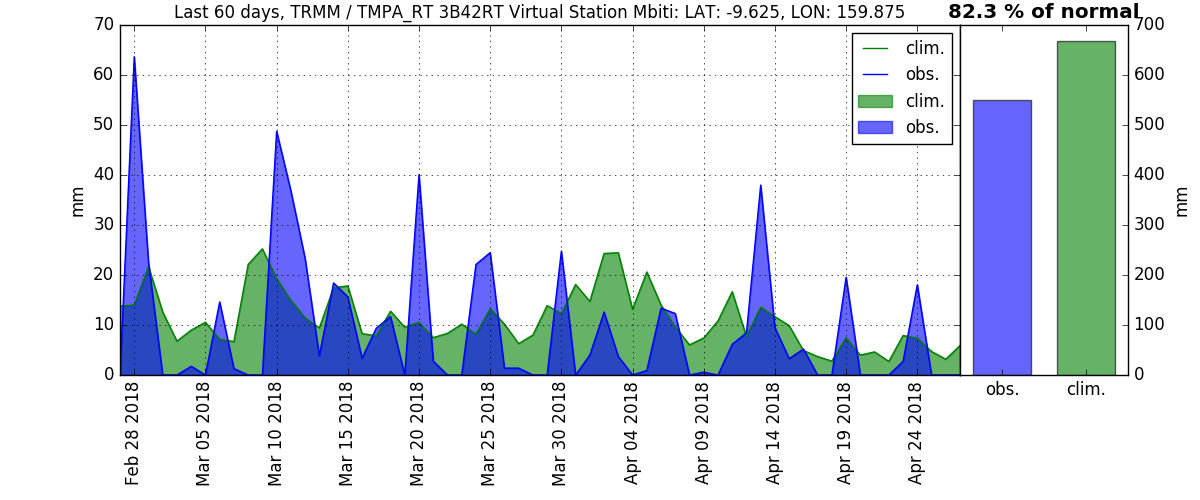 Last 60 days, TRMM / TMPA_RT 3B42RT Virtual Station Mbiti: LAT: -9.625, LON: 159.875
82.3 % of normal
70
60
50
40
30
20
10
0
mm
clim.
obs.
clim.
obs.
Feb 28 2018
Mar 05 2018
Mar 10 2018
Mar 15 2018
Mar 20 2018
Mar 25 2018
Mar 30 2018
Apr 04 2018
Apr 09 2018
Apr 14 2018
Apr 19 2018
Apr 24 2018
700
600
500
400
300
200
100
0
mm
obs.
clim.